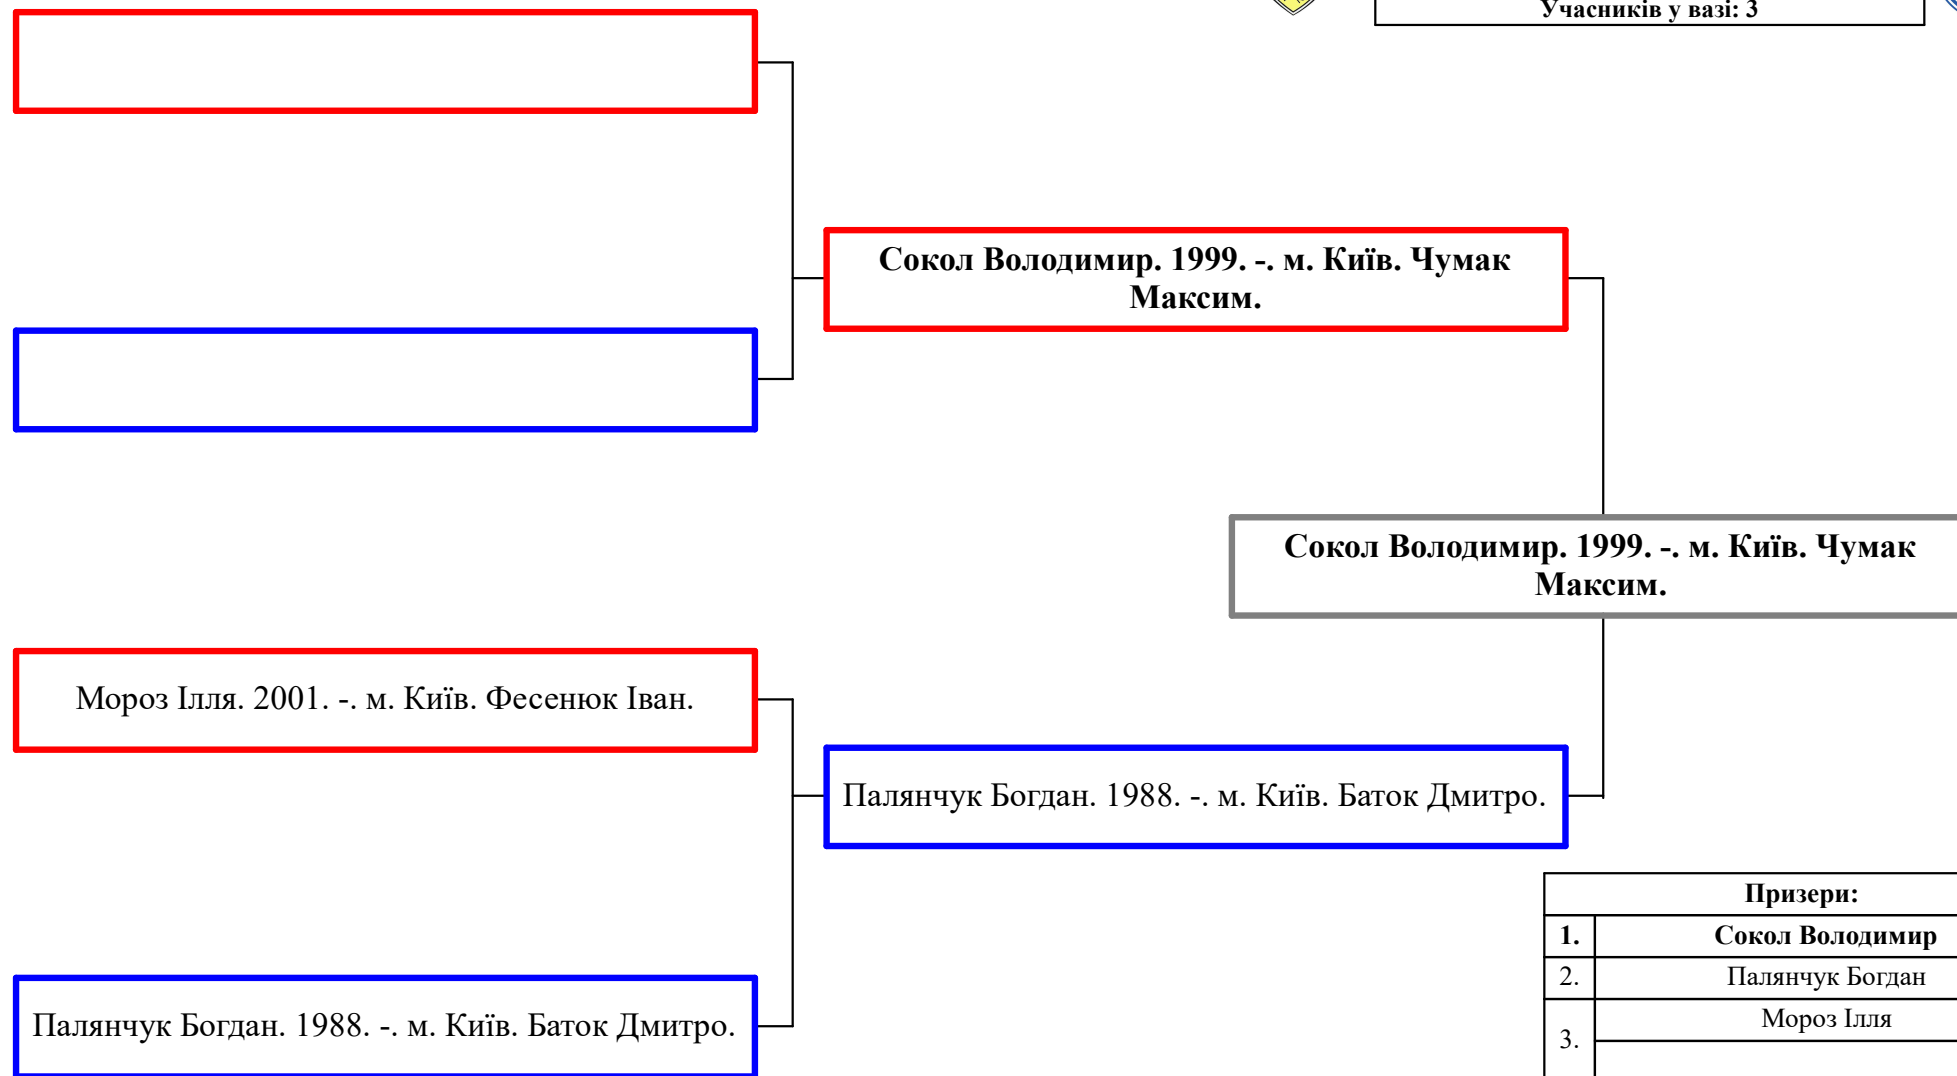 Учасників у вазі: 3
Сокол Володимир. 1999. -. м. Київ. Чумак
Максим.
Сокол Володимир. 1999. -. м. Київ. Чумак
Максим.
Мороз Ілля. 2001. -. м. Київ. Фесенюк Іван.
Палянчук Богдан. 1988. -. м. Київ. Баток Дмитро.
Палянчук Богдан. 1988. -. м. Київ. Баток Дмитро.
Призери:
1. Сокол Володимир
2. Палянчук Богдан
3. Мороз Ілля